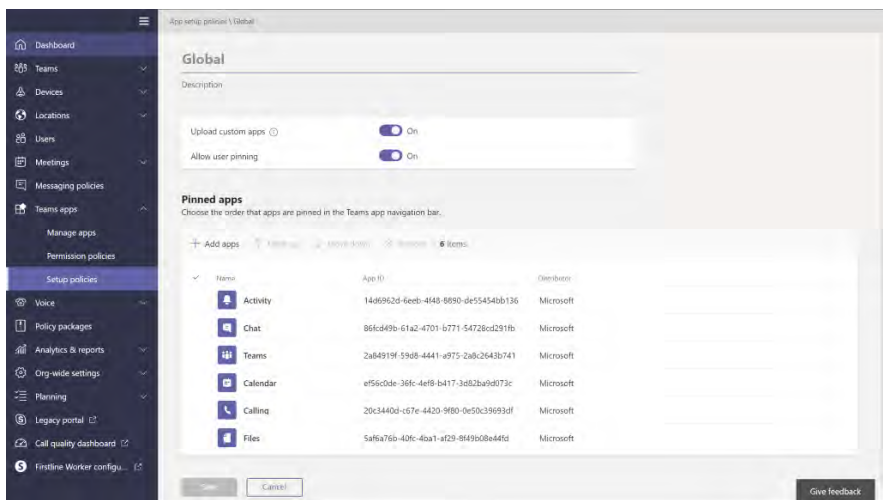 App setup policies \ Global
Dashboard
Teams
Devices
Locations
Users
Meetings
Messaging policies
Teams apps
Manage apps
Permission policies
Setup policies
Voice
Policy packages
Analytics & reports
Org-wide settings
Planning
Legacy portal
Call quality dashboard
Firstline Worker configu...
Global
Description
Upload custom apps
On
Allow user pinning
On
Pinned apps
Choose the order that apps are pinned in the Teams app navigation bar.
+ Add apps Move up Move down Remove 6 items
Name App ID Distributor
Activity 14d6962d-6eeb-4f48-8890-de55454bb136 Microsoft
Chat 86fcd49b-61a2-4701-b771-54728cd291fb Microsoft
Teams 2a84919f-59d8-4441-a975-2a8c2643b741 Microsoft
Calendar ef56c0de-36fc-4ef8-b417-3d82ba9d073c Microsoft
Calling 20c3440d-c67e-4420-9f80-0e50c39693df Microsoft
Files 5af6a76b-40fc-4ba1-af29-8f49b08e44fd Microsoft
Save Cancel
Give feedback